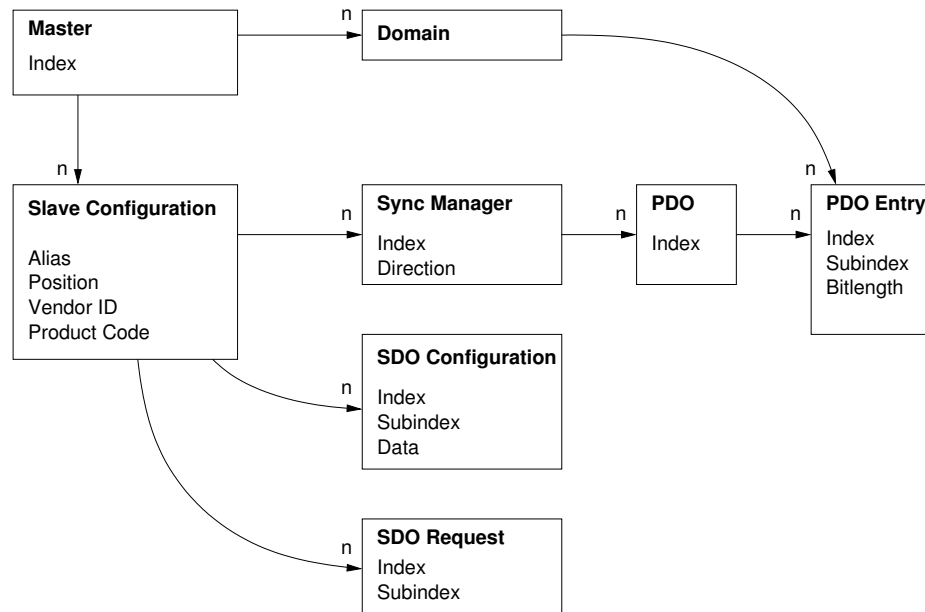 Master
Index
n
Domain
n
Slave Configuration
Alias
Position
Vendor ID
Product Code
n
Sync Manager
Index
Direction
n
PDO
Index
n
n
PDO Entry
Index
Subindex
Bitlength
n
SDO Configuration
Index
Subindex
Data
n
SDO Request
Index
Subindex